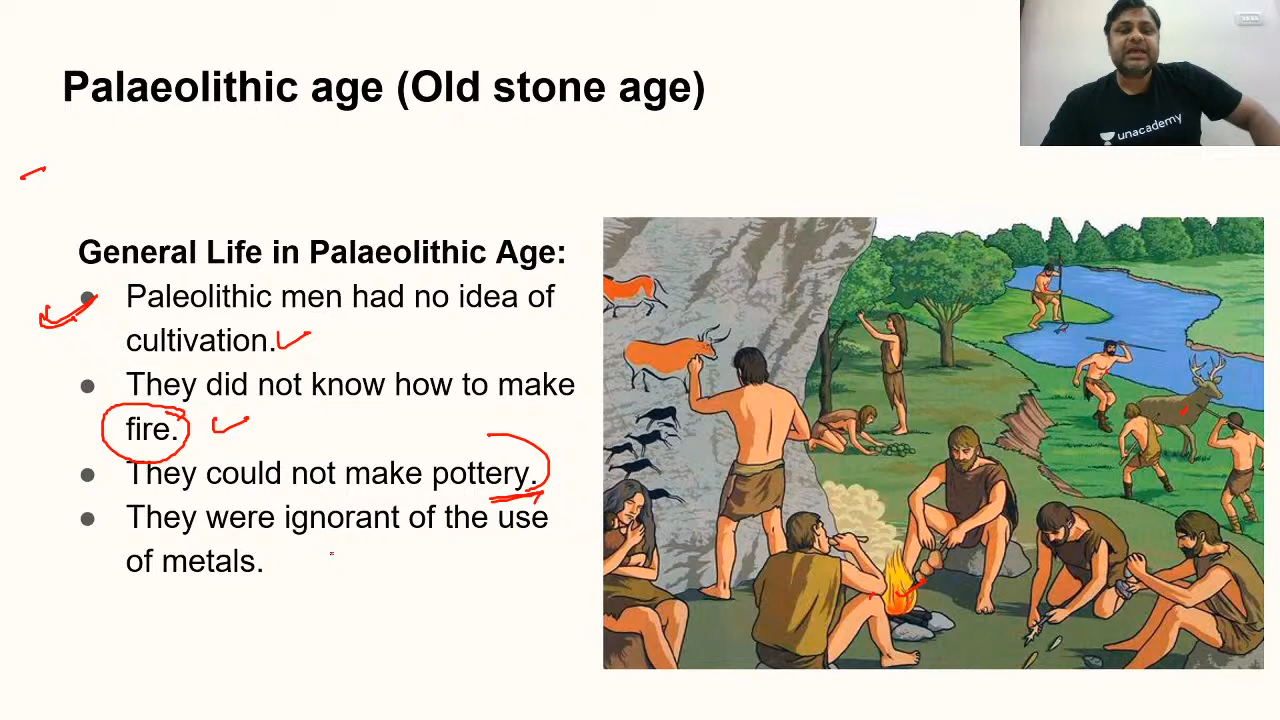 Palaeolithic age (Old stone age)
unacademy
General Life in Palaeolithic Age:
● Paleolithic men had no idea of
cultivation.
● They did not know how to make
fire.
● They could not make pottery.
● They were ignorant of the use
of metals.